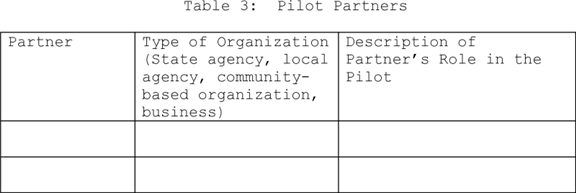 Table 3:  Pilot Partners
Partner
Type of Organization
(State agency, local
agency, community-
based organization,
business)
Description of
Partner's Role in the
Pilot